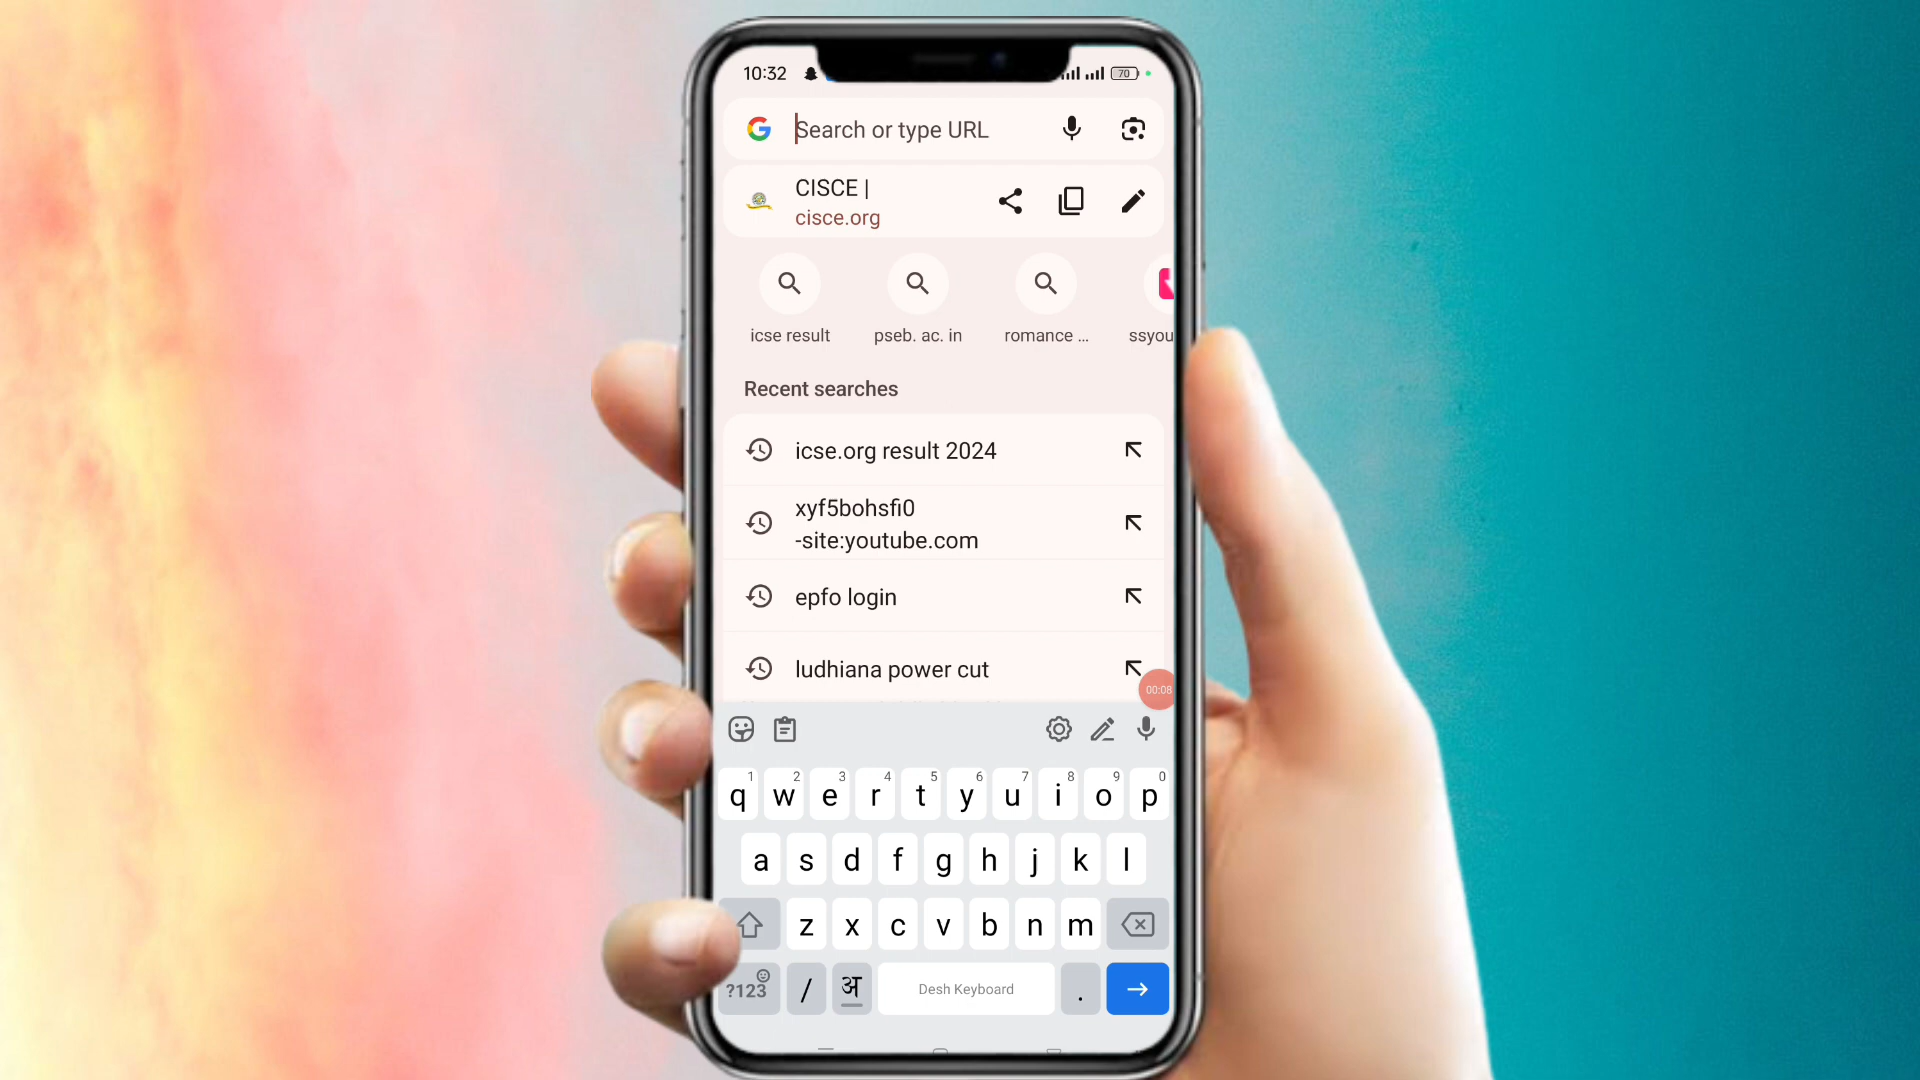 10:32
70
Search or type URL
CISCE |
cisce.org
icse result
pseb. ac. in
romance ...
ssyou
Recent searches
icse.org result 2024
xyf5bohsfi0
-site:youtube.com
epfo login
ludhiana power cut
00:08
1 2 3 4 5 6 7 8 9 0
q w e r t y u i o p
a s d f g h j k l
z x c v b n m
?123 / अ Desh Keyboard .